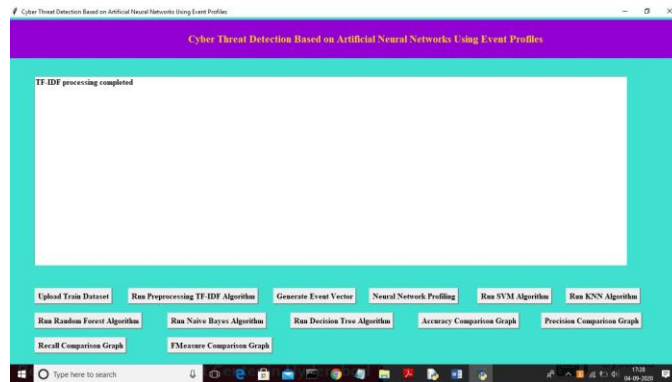 Cyber Threat Detection Based on Artificial Neural Networks Using Event Profiles
Cyber Threat Detection Based on Artificial Neural Networks Using Event Profiles
TF-IDF processing completed
Upload Train Dataset Run Preprocessing TF-IDF Algorithm Generate Event Vector Neural Network Profiling Run SVM Algorithm Run KNN Algorithm
Run Random Forest Algorithm Run Naive Bayes Algorithm Run Decision Tree Algorithm Accuracy Comparison Graph Precision Comparison Graph
Recall Comparison Graph FMeasure Comparison Graph
Type here to search
17:28
04-09-2020